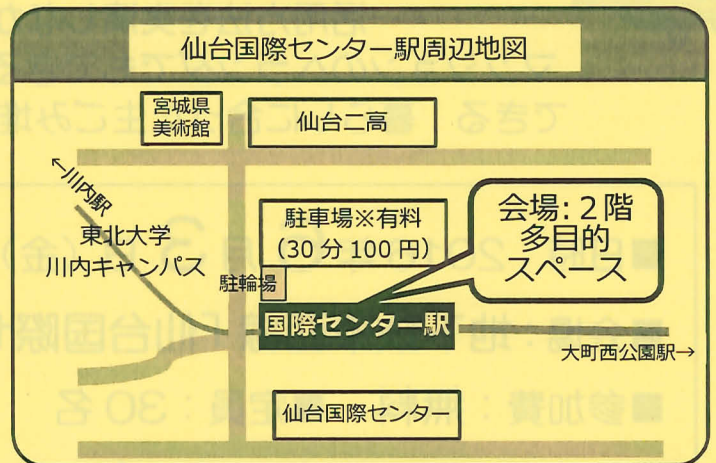 仙台国際センター駅周辺地図
宮城県
美術館
仙台二高
←川内駅
東北大学
川内キャンパス
駐車場※有料
(30分100円)
会場:2階
多目的
スペース
駐輪場
国際センター駅
大町西公園駅→
仙台国際センター